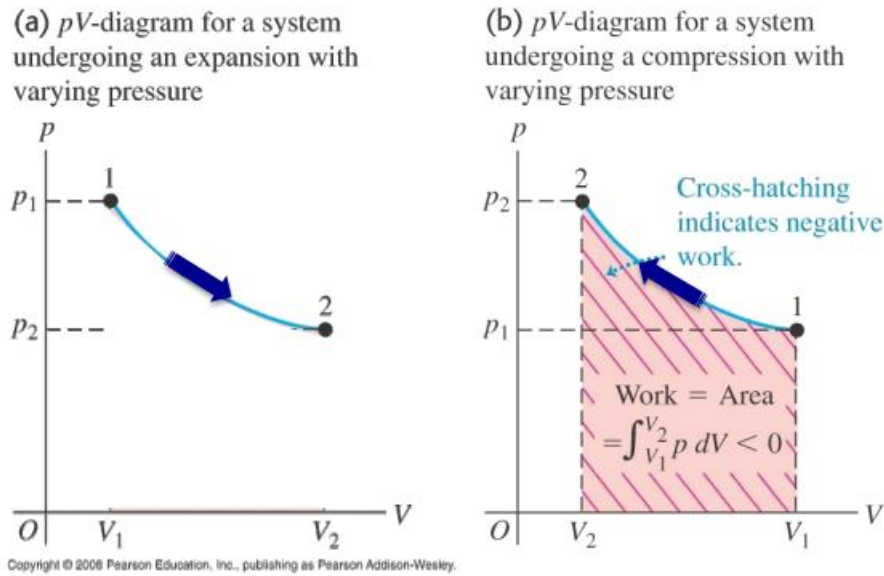 (a) pV-diagram for a system
undergoing an expansion with
varying pressure
p
1
p₁
2
p₂
O
V₁
V₂
V
Copyright © 2008 Pearson Education, Inc., publishing as Pearson Addison-Wesley.
(b) pV-diagram for a system
undergoing a compression with
varying pressure
p
2
p₂
Cross-hatching
indicates negative
work.
1
p₁
Work = Area
=∫V₁V₂ p dV < 0
O
V₂
V₁
V